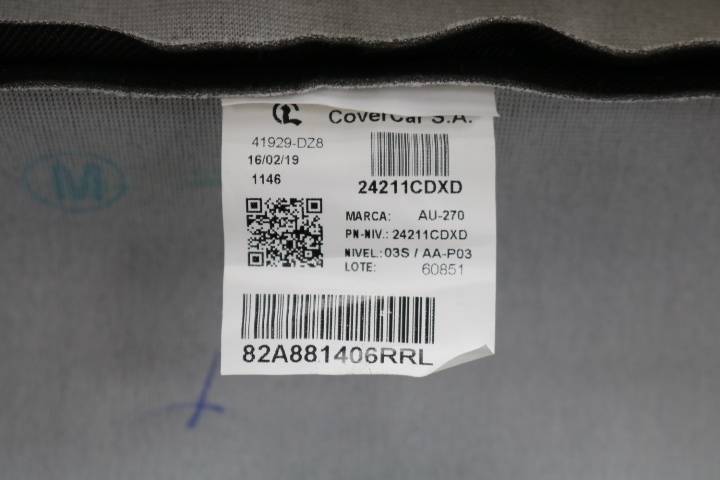 CoverCar S.A.
41929-DZ8
16/02/19
1146
24211CDXD
MARCA: AU-270
PN-NIV.: 24211CDXD
NIVEL.: 03S / AA-P03
LOTE: 60851
82A881406RRL
M